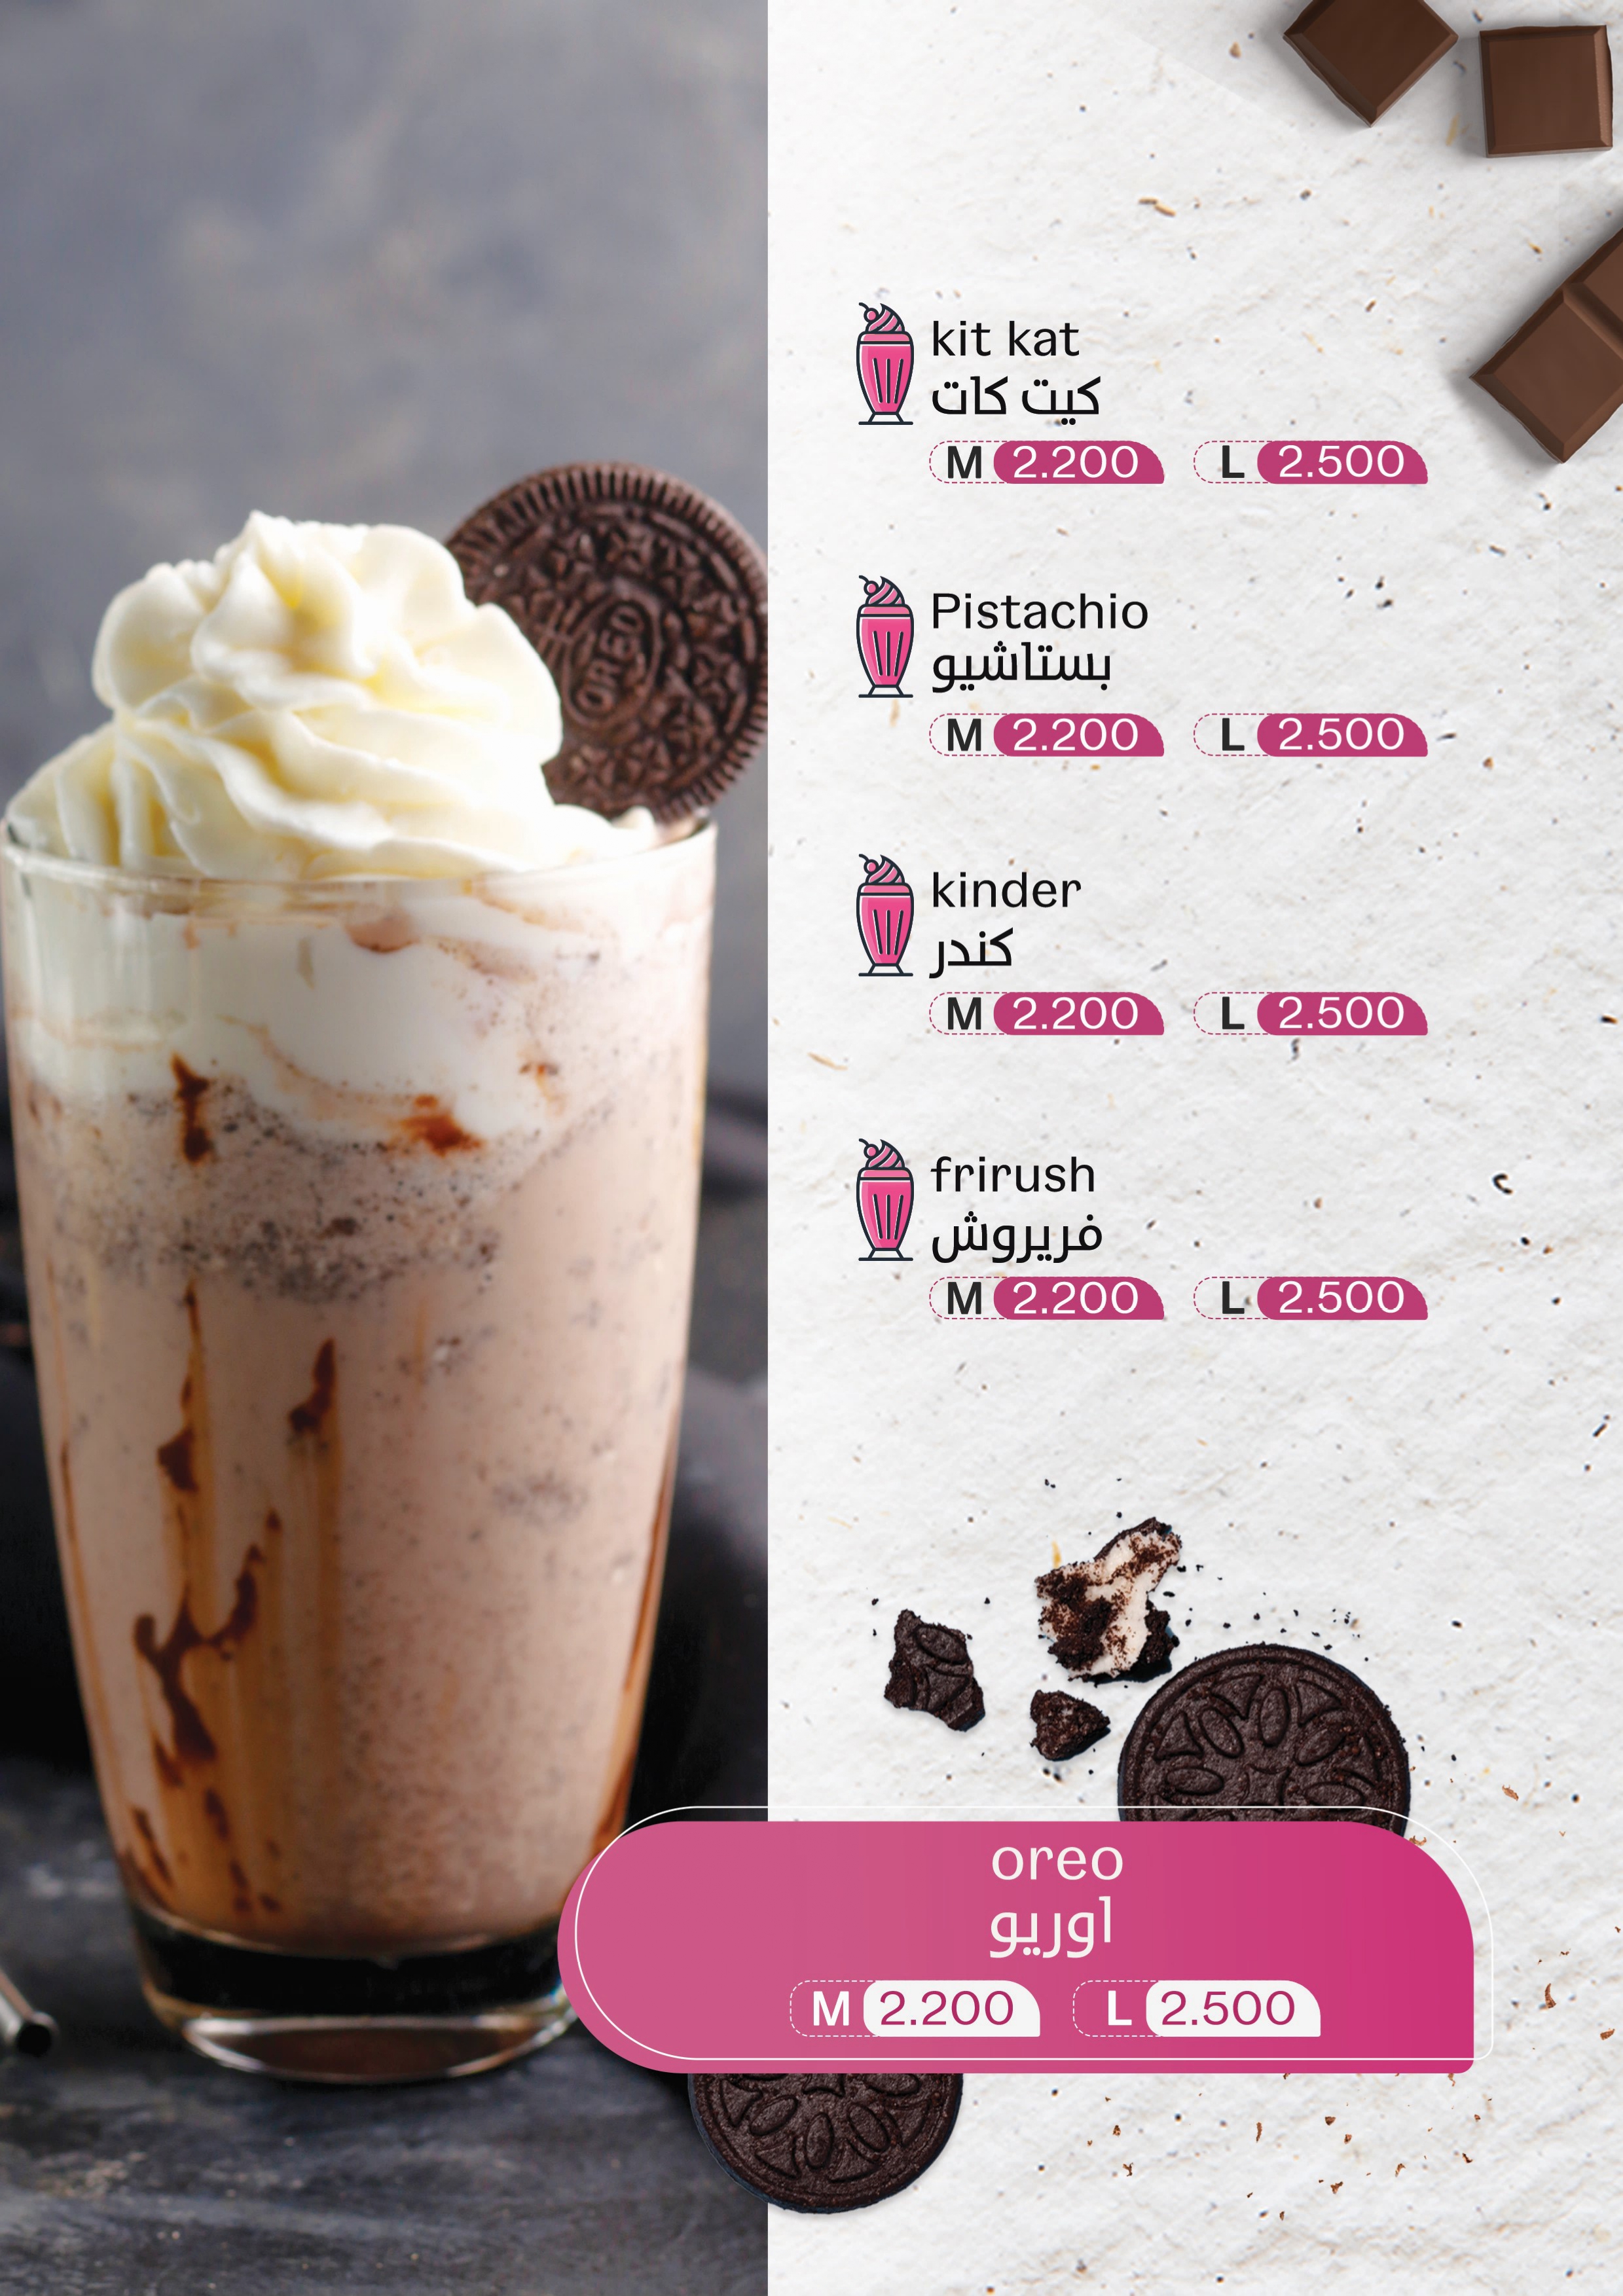 kit kat
كيت كات
M 2.200 L 2.500
Pistachio
بستاشيو
M 2.200 L 2.500
kinder
كندر
M 2.200 L 2.500
frirush
فريروش
M 2.200 L 2.500
OREO
oreo
اوريو
M 2.200 L 2.500